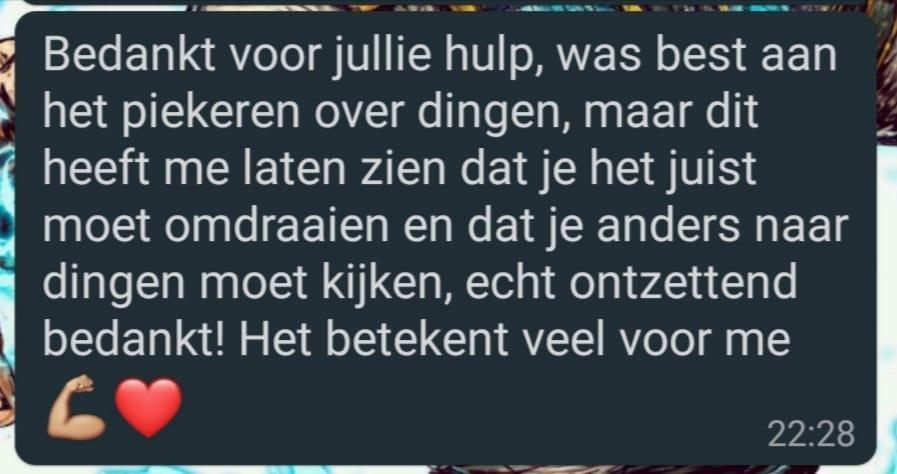 Bedankt voor jullie hulp, was best aan
het piekeren over dingen, maar dit
heeft me laten zien dat je het juist
moet omdraaien en dat je anders naar
dingen moet kijken, echt ontzettend
bedankt! Het betekent veel voor me
💪🏼❤️
22:28